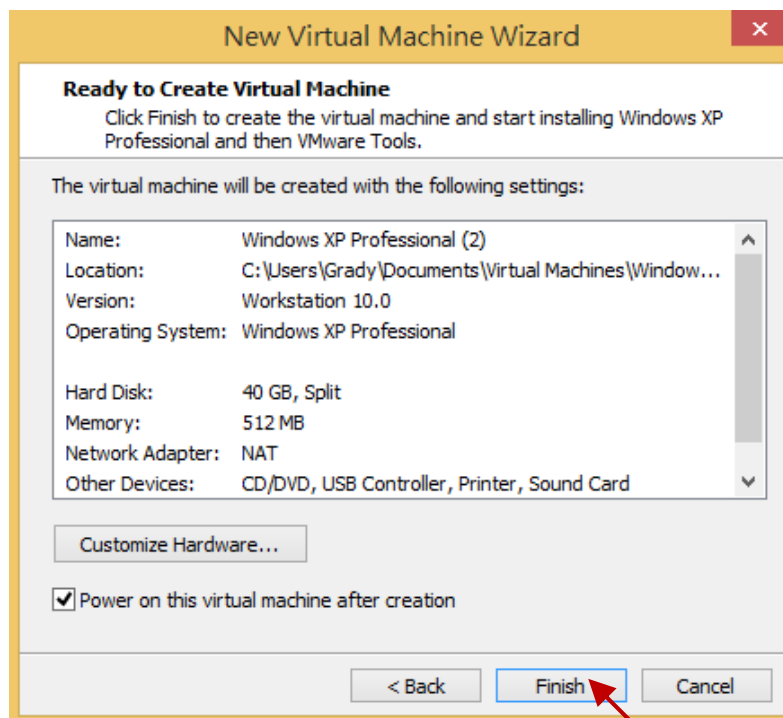 New Virtual Machine Wizard
Ready to Create Virtual Machine
Click Finish to create the virtual machine and start installing Windows XP
Professional and then VMware Tools.
The virtual machine will be created with the following settings:
Name: Windows XP Professional (2)
Location: C:\Users\Grady\Documents\Virtual Machines\Window...
Version: Workstation 10.0
Operating System: Windows XP Professional
Hard Disk: 40 GB, Split
Memory: 512 MB
Network Adapter: NAT
Other Devices: CD/DVD, USB Controller, Printer, Sound Card
Customize Hardware...
Power on this virtual machine after creation
< Back Finish Cancel